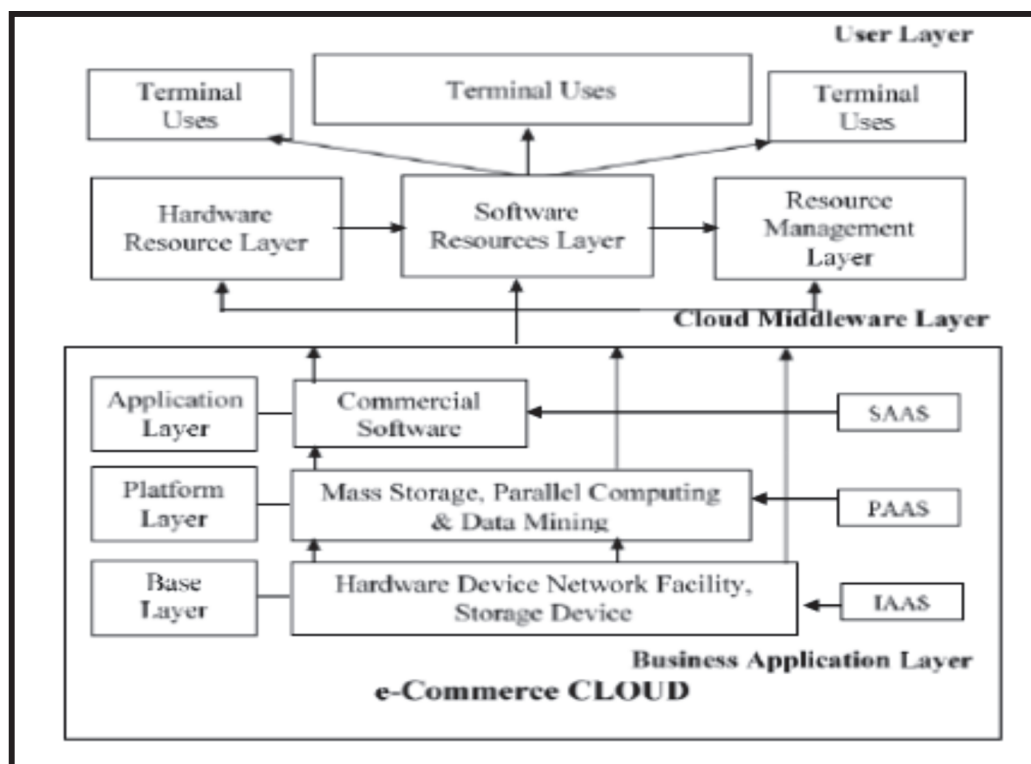 User Layer
Terminal
Uses
Terminal Uses
Terminal
Uses
Hardware
Resource Layer
Software
Resources Layer
Resource
Management
Layer
Cloud Middleware Layer
Application
Layer
Commercial
Software
SAAS
Platform
Layer
Mass Storage, Parallel Computing
& Data Mining
PAAS
Base
Layer
Hardware Device Network Facility,
Storage Device
IAAS
Business Application Layer
e-Commerce CLOUD